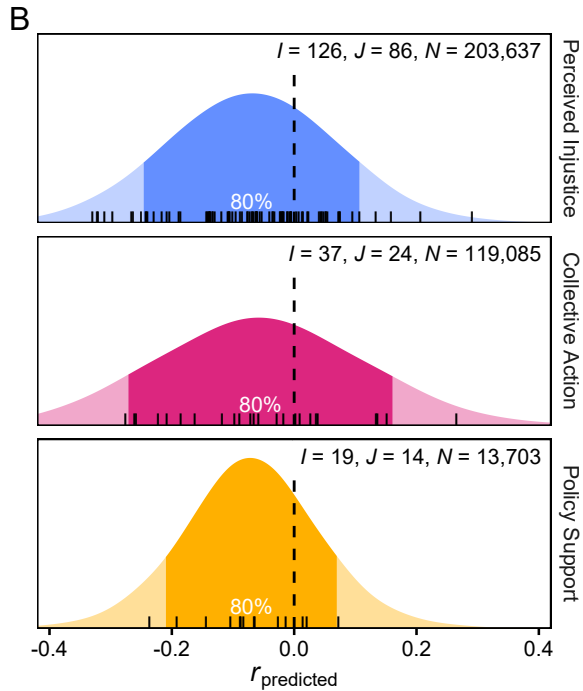 B
I = 126, J = 86, N = 203,637
80%
Perceived Injustice
I = 37, J = 24, N = 119,085
80%
Collective Action
I = 19, J = 14, N = 13,703
80%
Policy Support
-0.4 -0.2 0.0 0.2 0.4
r predicted